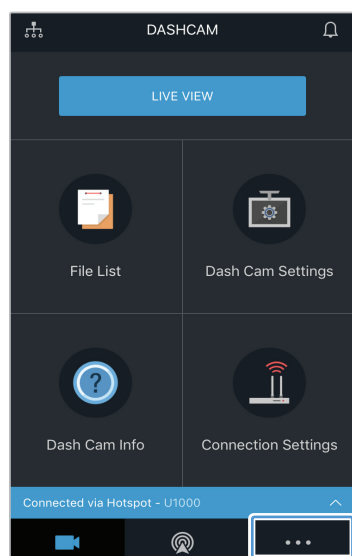 DASHCAM
LIVE VIEW
File List
Dash Cam Settings
?
Dash Cam Info
Connection Settings
Connected via Hotspot - U1000